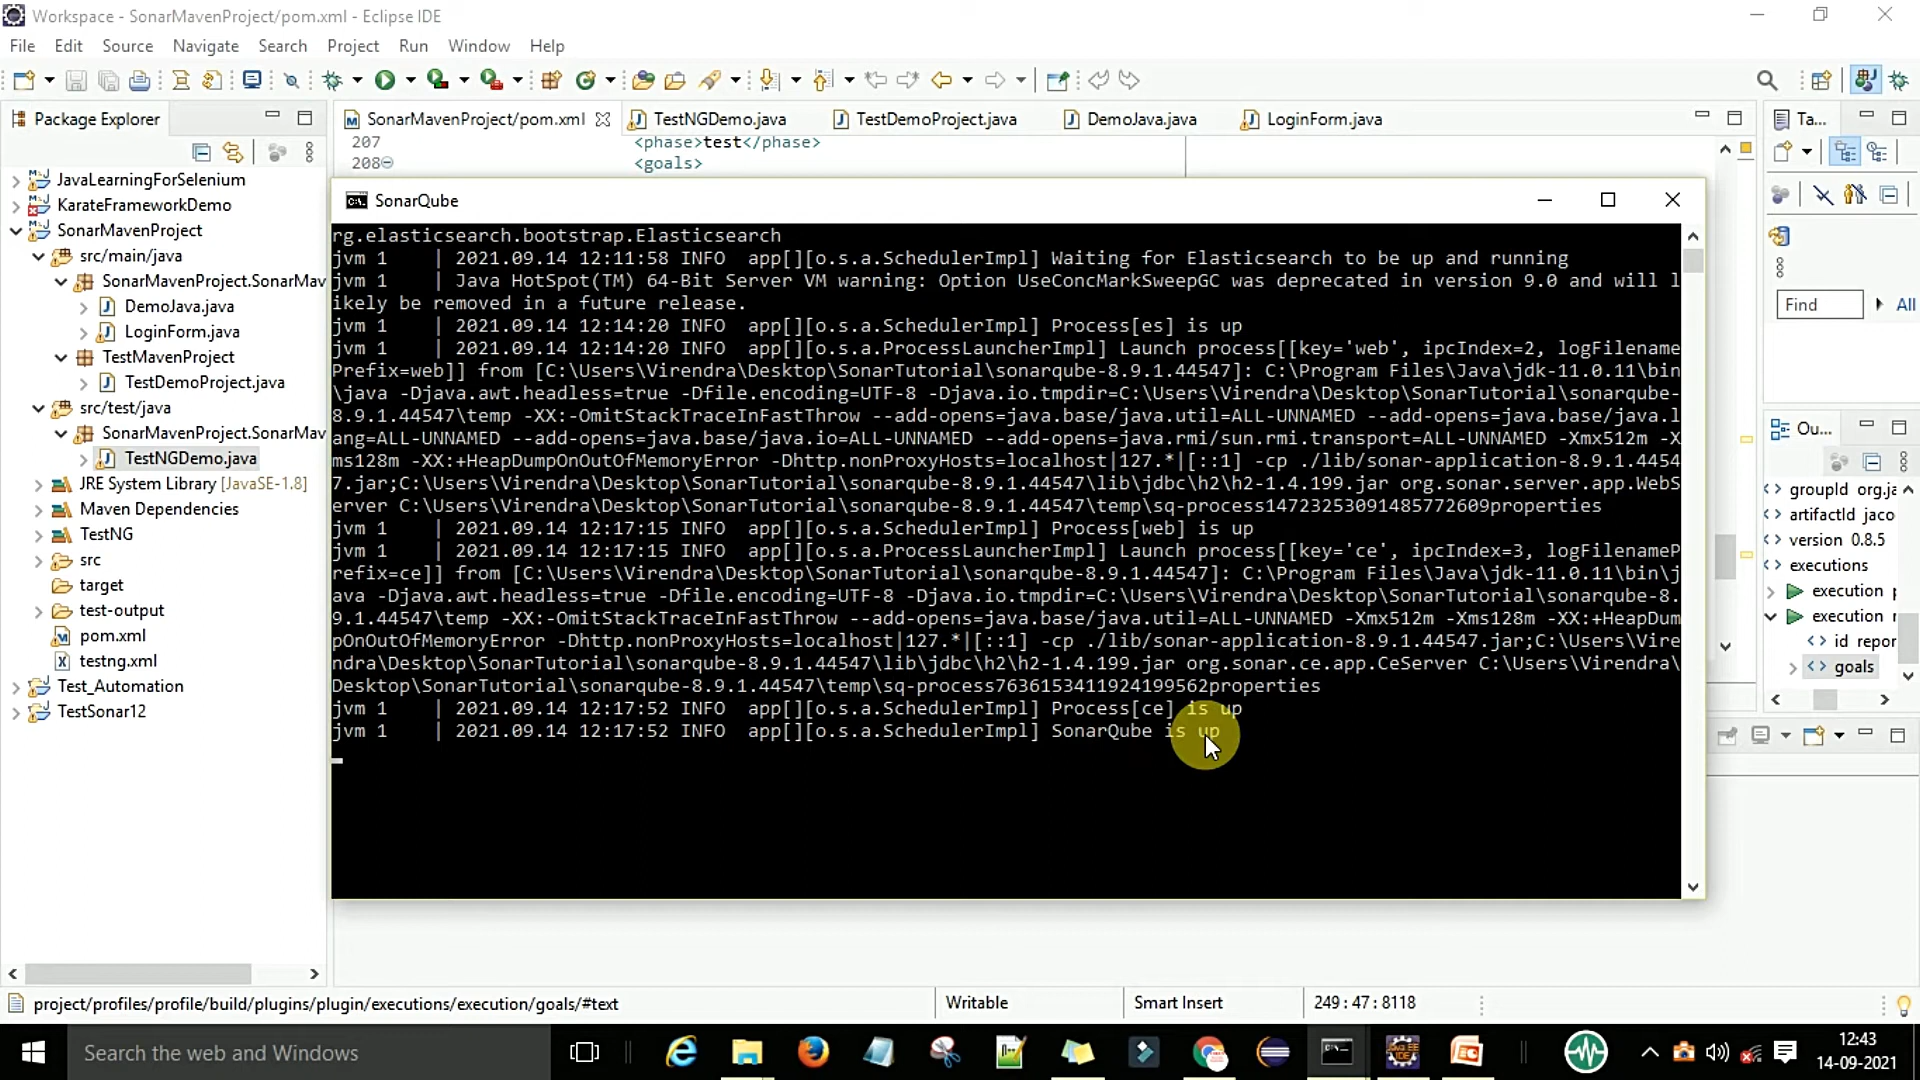 Workspace - SonarMavenProject/pom.xml - Eclipse IDE
File Edit Source Navigate Search Project Run Window Help
Package Explorer
SonarMavenProject/pom.xml TestNGDemo.java TestDemoProject.java DemoJava.java LoginForm.java
Ta...
207 <phase>test</phase>
208 <goals>
JavaLearningForSelenium
KarateFrameworkDemo
SonarMavenProject
src/main/java
SonarMavenProject.SonarMav
DemoJava.java
LoginForm.java
TestMavenProject
TestDemoProject.java
src/test/java
SonarMavenProject.SonarMav
TestNGDemo.java
JRE System Library [JavaSE-1.8]
Maven Dependencies
TestNG
src
target
test-output
pom.xml
testng.xml
Test_Automation
TestSonar12
SonarQube
rg.elasticsearch.bootstrap.Elasticsearch
jvm 1 | 2021.09.14 12:11:58 INFO app[][o.s.a.SchedulerImpl] Waiting for Elasticsearch to be up and running
jvm 1 | Java HotSpot(TM) 64-Bit Server VM warning: Option UseConcMarkSweepGC was deprecated in version 9.0 and will l
ikely be removed in a future release.
jvm 1 | 2021.09.14 12:14:20 INFO app[][o.s.a.SchedulerImpl] Process[es] is up
jvm 1 | 2021.09.14 12:14:20 INFO app[][o.s.a.ProcessLauncherImpl] Launch process[[key='web', ipcIndex=2, logFilename
Prefix=web]] from [C:\Users\Virendra\Desktop\SonarTutorial\sonarqube-8.9.1.44547]: C:\Program Files\Java\jdk-11.0.11\bin
\java -Djava.awt.headless=true -Dfile.encoding=UTF-8 -Djava.io.tmpdir=C:\Users\Virendra\Desktop\SonarTutorial\sonarqube-
8.9.1.44547\temp -XX:-OmitStackTraceInFastThrow --add-opens=java.base/java.util=ALL-UNNAMED --add-opens=java.base/java.l
ang=ALL-UNNAMED --add-opens=java.base/java.io=ALL-UNNAMED --add-opens=java.rmi/sun.rmi.transport=ALL-UNNAMED -Xmx512m -X
ms128m -XX:+HeapDumpOnOutOfMemoryError -Dhttp.nonProxyHosts=localhost|127.*|[::1] -cp ./lib/sonar-application-8.9.1.4454
7.jar;C:\Users\Virendra\Desktop\SonarTutorial\sonarqube-8.9.1.44547\lib\jdbc\h2\h2-1.4.199.jar org.sonar.server.app.WebS
erver C:\Users\Virendra\Desktop\SonarTutorial\sonarqube-8.9.1.44547\temp\sq-process14723253091485772609properties
jvm 1 | 2021.09.14 12:17:15 INFO app[][o.s.a.SchedulerImpl] Process[web] is up
jvm 1 | 2021.09.14 12:17:15 INFO app[][o.s.a.ProcessLauncherImpl] Launch process[[key='ce', ipcIndex=3, logFilenameP
refix=ce]] from [C:\Users\Virendra\Desktop\SonarTutorial\sonarqube-8.9.1.44547]: C:\Program Files\Java\jdk-11.0.11\bin\j
ava -Djava.awt.headless=true -Dfile.encoding=UTF-8 -Djava.io.tmpdir=C:\Users\Virendra\Desktop\SonarTutorial\sonarqube-8.
9.1.44547\temp -XX:-OmitStackTraceInFastThrow --add-opens=java.base/java.util=ALL-UNNAMED -Xmx512m -Xms128m -XX:+HeapDum
pOnOutOfMemoryError -Dhttp.nonProxyHosts=localhost|127.*|[::1] -cp ./lib/sonar-application-8.9.1.44547.jar;C:\Users\Vire
ndra\Desktop\SonarTutorial\sonarqube-8.9.1.44547\lib\jdbc\h2\h2-1.4.199.jar org.sonar.ce.app.CeServer C:\Users\Virendra\
Desktop\SonarTutorial\sonarqube-8.9.1.44547\temp\sq-process7636153411924199562properties
jvm 1 | 2021.09.14 12:17:52 INFO app[][o.s.a.SchedulerImpl] Process[ce] is up
jvm 1 | 2021.09.14 12:17:52 INFO app[][o.s.a.SchedulerImpl] SonarQube is up
Find All
Ou...
groupId org.ja
artifactId jaco
version 0.8.5
executions
execution
execution
id repor
goals
project/profiles/profile/build/plugins/plugin/executions/execution/goals/#text
Writable Smart Insert 249 : 47 : 8118
Search the web and Windows
12:43
14-09-2021